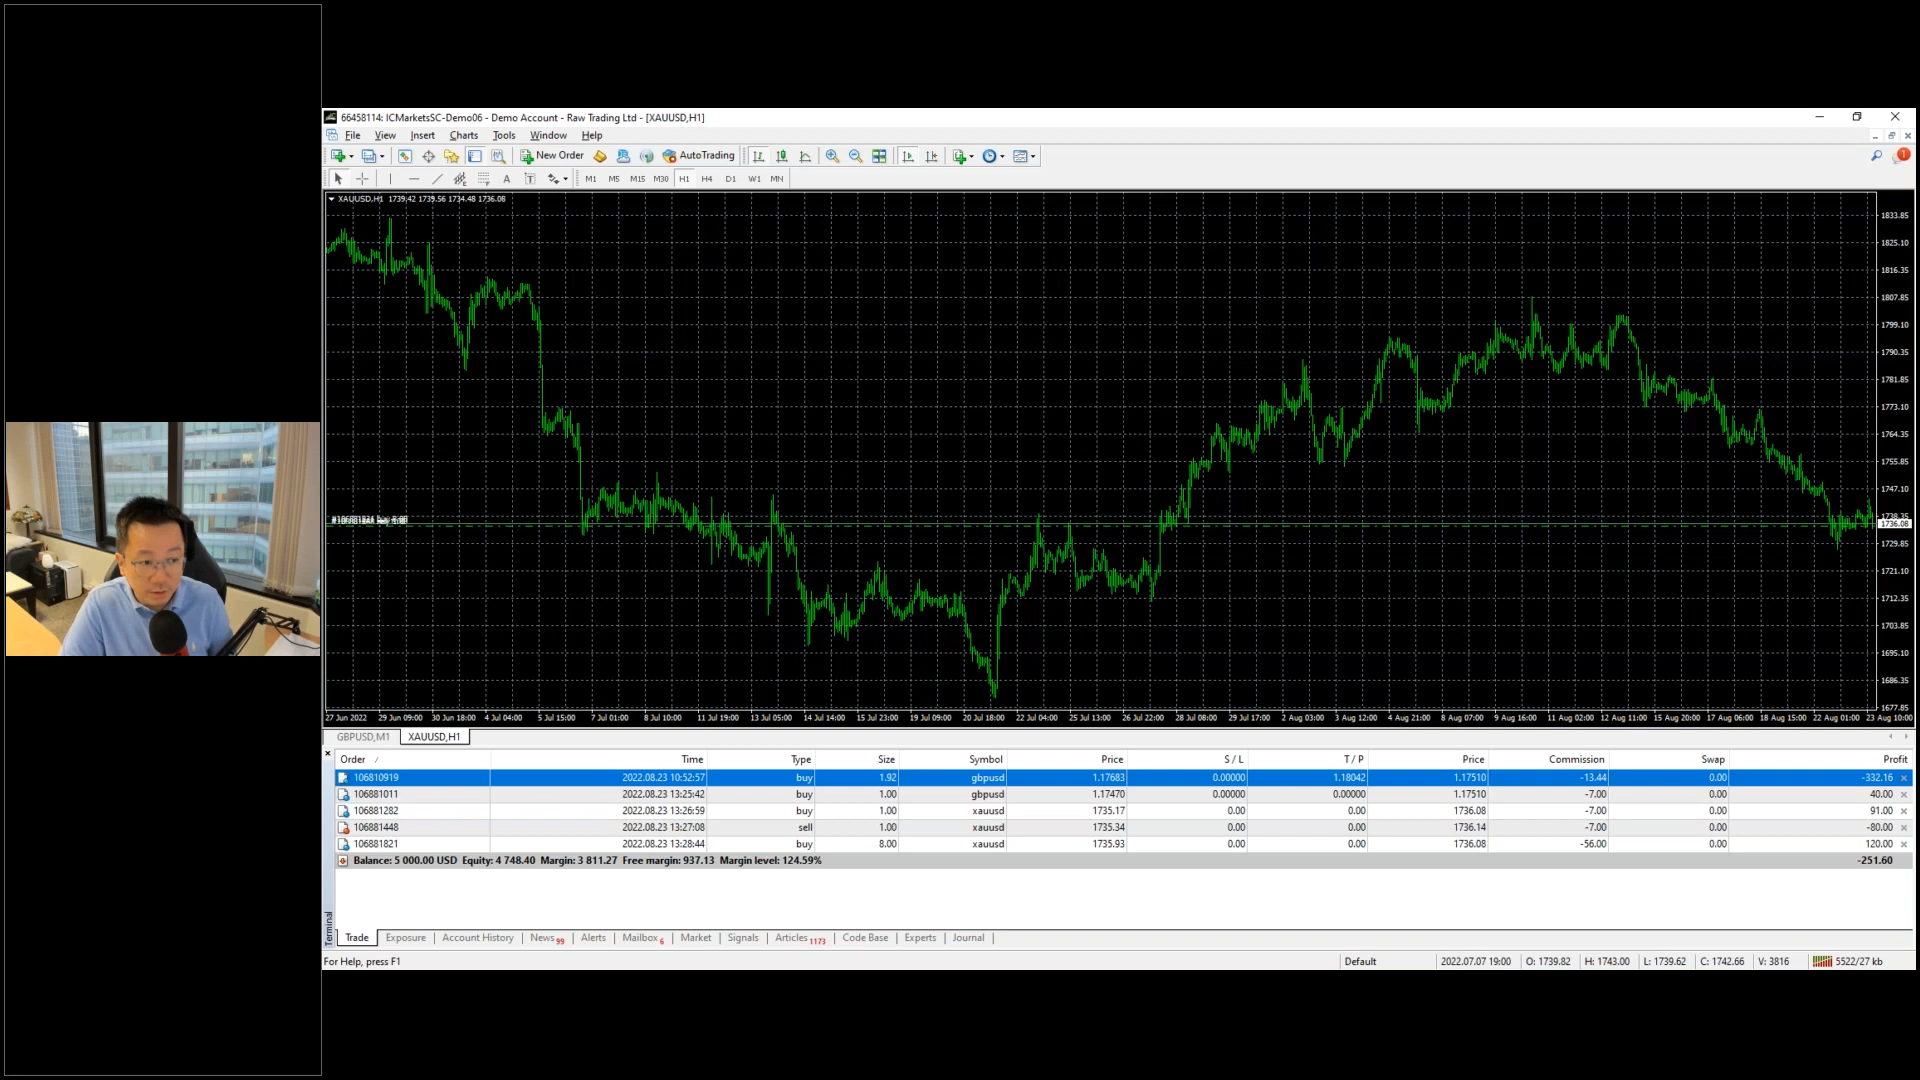 66458114: ICMarketsSC-Demo06 - Demo Account - Raw Trading Ltd - [XAUUSD,H1]
File View Insert Charts Tools Window Help
New Order AutoTrading 1
A T M1 M5 M15 M30 H1 H4 D1 W1 MN
XAUUSD,H1 1739.42 1739.56 1734.48 1736.08
1833.85
1825.10
1816.35
1807.85
1799.10
1790.35
1781.85
1773.10
1764.35
1755.85
1747.10
1738.35
1736.08
1729.85
1721.10
1712.35
1703.85
1695.10
1686.35
1677.85
27 Jun 2022 29 Jun 09:00 30 Jun 18:00 4 Jul 04:00 5 Jul 15:00 7 Jul 01:00 8 Jul 10:00 11 Jul 19:00 13 Jul 05:00 14 Jul 14:00 15 Jul 23:00 19 Jul 09:00 20 Jul 18:00 22 Jul 04:00 25 Jul 13:00 26 Jul 22:00 28 Jul 08:00 29 Jul 17:00 2 Aug 03:00 3 Aug 12:00 4 Aug 21:00 8 Aug 07:00 9 Aug 16:00 11 Aug 02:00 12 Aug 11:00 15 Aug 20:00 17 Aug 06:00 18 Aug 15:00 22 Aug 01:00 23 Aug 10:00
GBPUSD,M1 XAUUSD,H1
Order / Time Type Size Symbol Price S / L T / P Price Commission Swap Profit
106810919 2022.08.23 10:52:57 buy 1.92 gbpusd 1.17683 0.00000 1.18042 1.17510 -13.44 0.00 -332.16
106881011 2022.08.23 13:25:42 buy 1.00 gbpusd 1.17470 0.00000 0.00000 1.17510 -7.00 0.00 40.00
106881282 2022.08.23 13:26:59 buy 1.00 xauusd 1735.17 0.00 0.00 1736.08 -7.00 0.00 91.00
106881448 2022.08.23 13:27:08 sell 1.00 xauusd 1735.34 0.00 0.00 1736.14 -7.00 0.00 -80.00
106881821 2022.08.23 13:28:44 buy 8.00 xauusd 1735.93 0.00 0.00 1736.08 -56.00 0.00 120.00
Balance: 5 000.00 USD Equity: 4 748.40 Margin: 3 811.27 Free margin: 937.13 Margin level: 124.59% -251.60
Terminal
Trade Exposure Account History News 99 Alerts Mailbox 6 Market Signals Articles 1173 Code Base Experts Journal
For Help, press F1 Default 2022.07.07 19:00 O: 1739.82 H: 1743.00 L: 1739.62 C: 1742.66 V: 3816 5522/27 kb